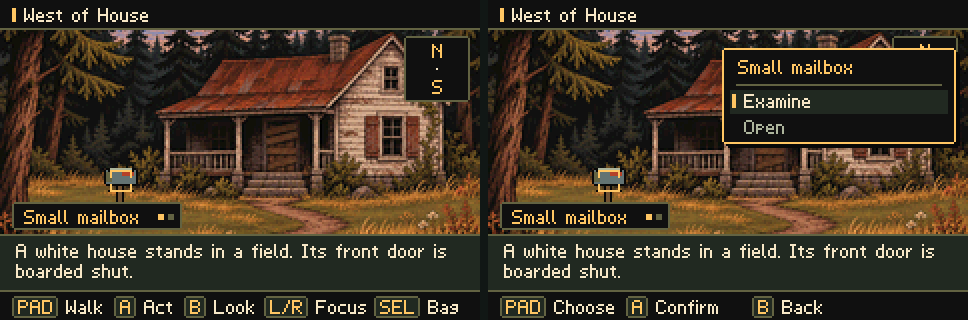 West of House
N
S
Small mailbox
A white house stands in a field. Its front door is
boarded shut.
PAD Walk A Act B Look L/R Focus SEL Bag
West of House
Small mailbox
Examine
Open
Small mailbox
A white house stands in a field. Its front door is
boarded shut.
PAD Choose A Confirm B Back